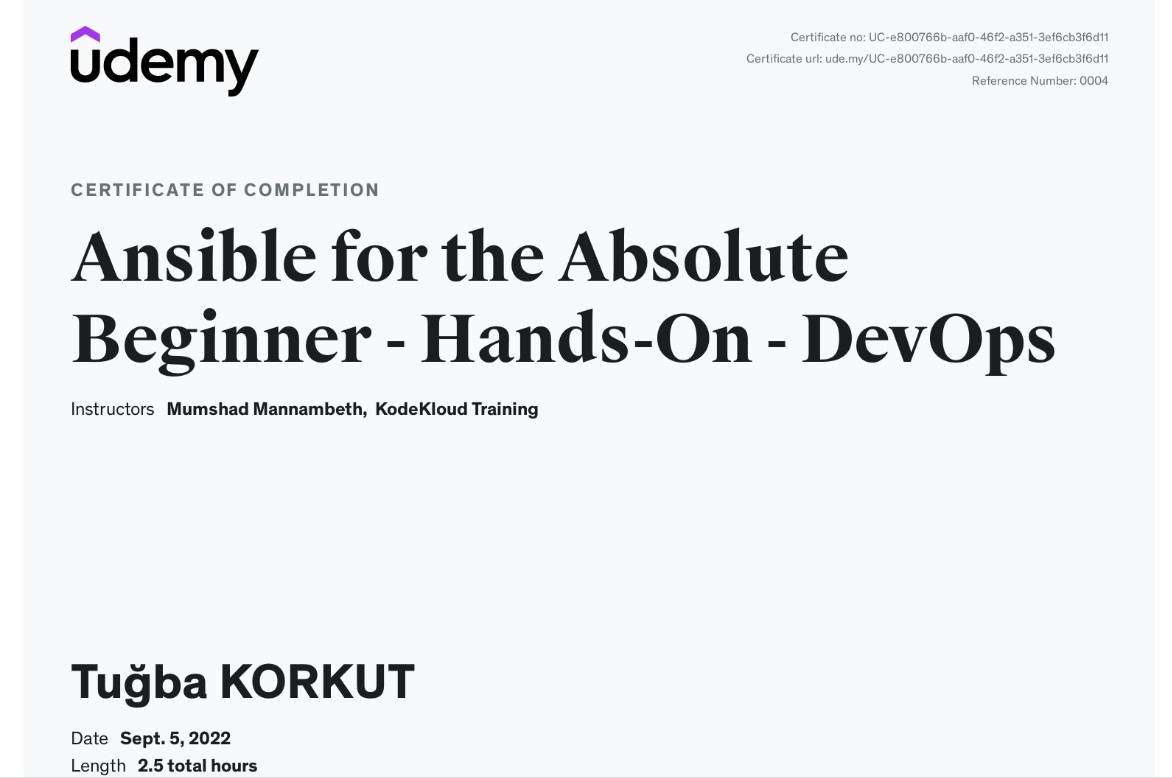 udemy
Certificate no: UC-e800766b-aaf0-46f2-a351-3ef6cb3f6d11
Certificate url: ude.my/UC-e800766b-aaf0-46f2-a351-3ef6cb3f6d11
Reference Number: 0004
CERTIFICATE OF COMPLETION
Ansible for the Absolute
Beginner - Hands-On - DevOps
Instructors Mumshad Mannambeth, KodeKloud Training
Tuğba KORKUT
Date Sept. 5, 2022
Length 2.5 total hours